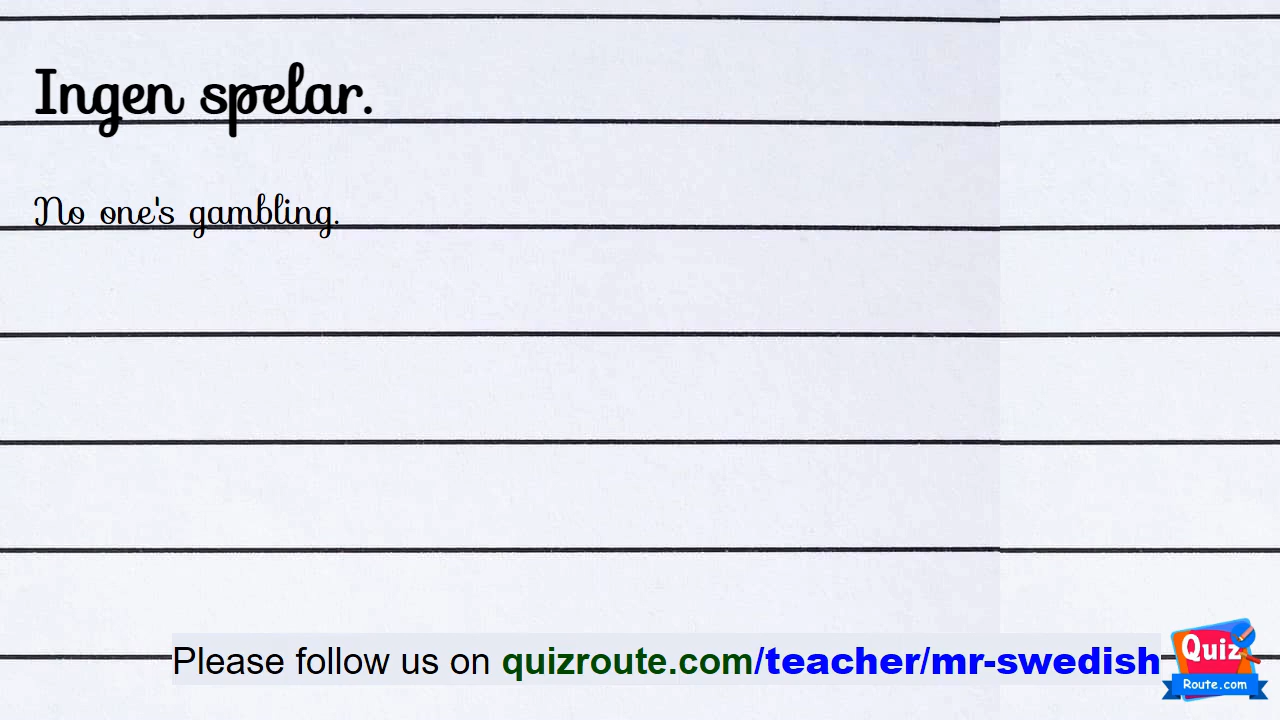 Ingen spelar.
No one's gambling.
Please follow us on quizroute.com/teacher/mr-swedish
Quiz
Route.com